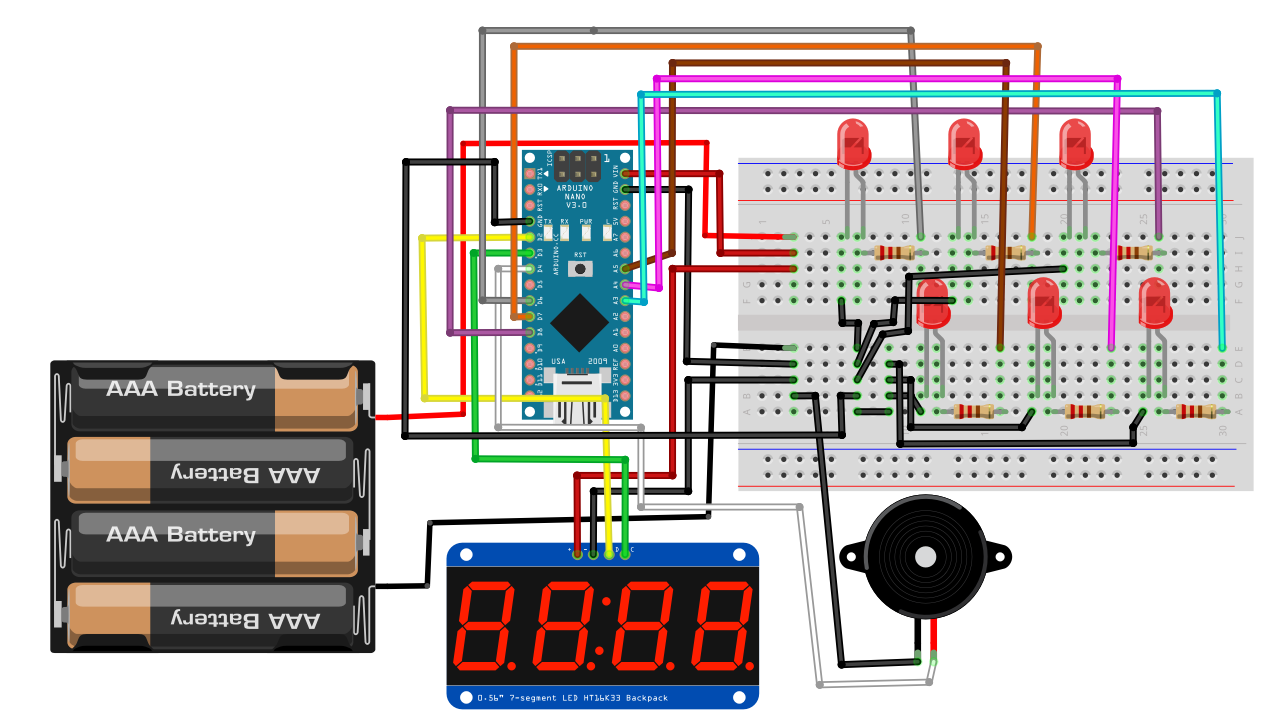 AAA Battery
AAA Battery
AAA Battery
AAA Battery
ICSP
1
ARDUINO
NANO
V3.0
TX1
RX0
RST
GND
D2
D3
D4
D5
D6
D7
D8
D9
D10
D11
VIN
GND
RST
5V
A7
A6
A5
A4
A3
A2
A1
A0
REF
3V3
D13
TX
RX
PWR
L
RST
ARDUINO.CC
USA
2009
1
5
10
15
20
25
30
J
I
H
G
F
E
D
C
B
A
20
25
30
0.56" 7-segment LED HT16K33 Backpack